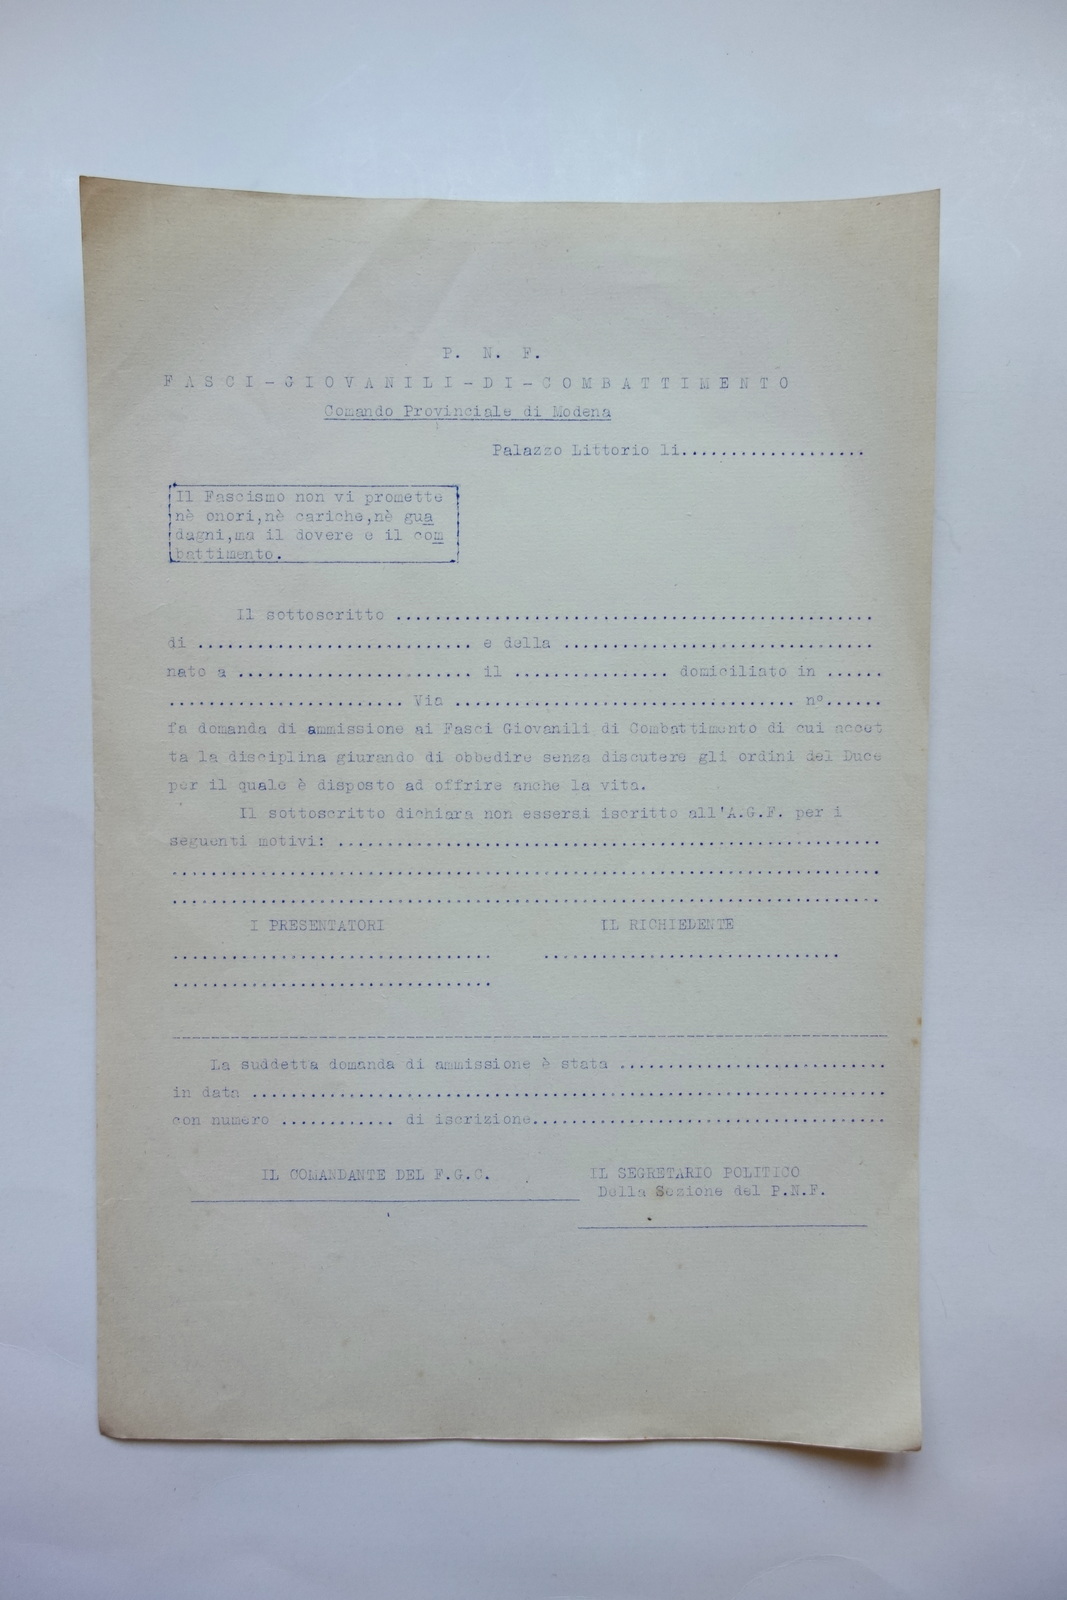 P. N. F.
FASCI-GIOVANILI-DI-COMBATTIMENTO
Comando Provinciale di Modena
Palazzo Littorio li...................
Il Fascismo non vi promette
nè onori,nè cariche,nè gua
dagni,ma il dovere e il com
battimento.
Il sottoscritto .................................................
di ............................ e della ................................
nato a ........................ il ................ domiciliato in ......
........................ Via ................................... nº......
fa domanda di ammissione ai Fasci Giovanili di Combattimento di cui accet
ta la disciplina giurando di obbedire senza discutere gli ordini del Duce
per il quale è disposto ad offrire anche la vita.
Il sottoscritto dichiara non essersi iscritto all'A.G.F. per i
seguenti motivi: ........................................................
.........................................................................
.........................................................................
I PRESENTATORI IL RICHIEDENTE
................................. ...............................
.................................
-------------------------------------------------------------------------
La suddetta domanda di ammissione è stata ...........................
in data .................................................................
con numero ............ di iscrizione....................................
IL COMANDANTE DEL F.G.C. IL SEGRETARIO POLITICO
Della Sezione del P.N.F.